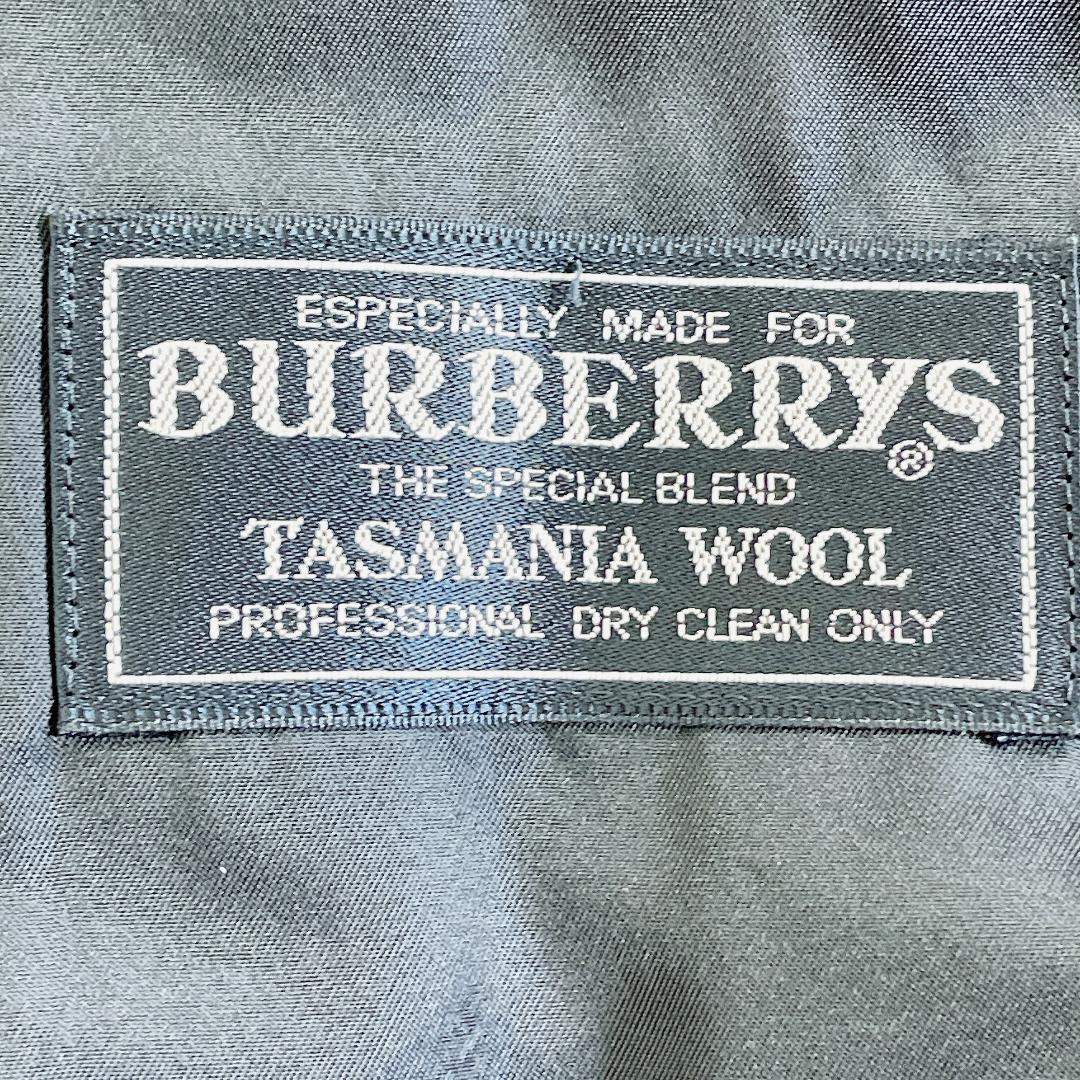 ESPECIALLY MADE FOR
BURBERRYS®
THE SPECIAL BLEND
TASMANIA WOOL
PROFESSIONAL DRY CLEAN ONLY